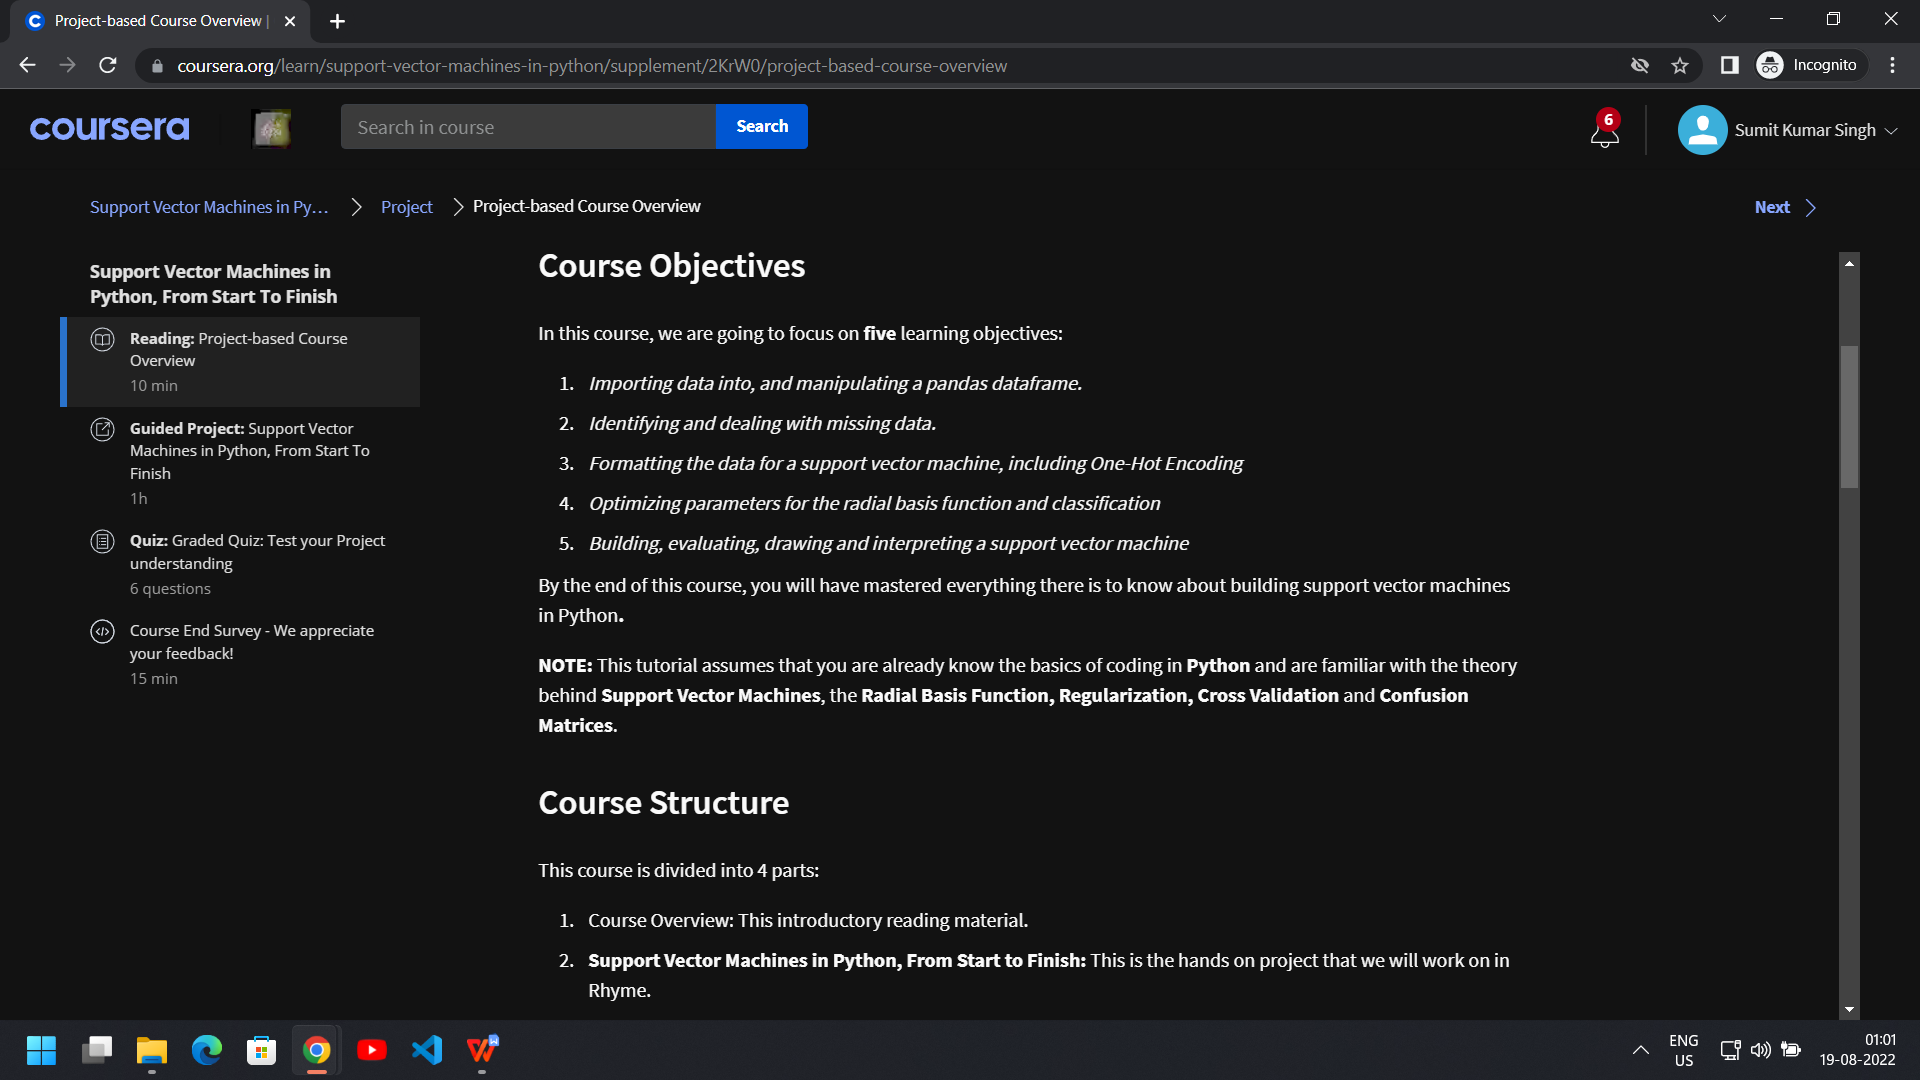 Project-based Course Overview |
coursera.org/learn/support-vector-machines-in-python/supplement/2KrW0/project-based-course-overview
Incognito
coursera
Search in course
Search
6
Sumit Kumar Singh
Support Vector Machines in Py...
Project
Project-based Course Overview
Next
Support Vector Machines in
Python, From Start To Finish
Reading: Project-based Course
Overview
10 min
Guided Project: Support Vector
Machines in Python, From Start To
Finish
1h
Quiz: Graded Quiz: Test your Project
understanding
6 questions
Course End Survey - We appreciate
your feedback!
15 min
Course Objectives
In this course, we are going to focus on five learning objectives:
1. Importing data into, and manipulating a pandas dataframe.
2. Identifying and dealing with missing data.
3. Formatting the data for a support vector machine, including One-Hot Encoding
4. Optimizing parameters for the radial basis function and classification
5. Building, evaluating, drawing and interpreting a support vector machine
By the end of this course, you will have mastered everything there is to know about building support vector machines
in Python.
NOTE: This tutorial assumes that you are already know the basics of coding in Python and are familiar with the theory
behind Support Vector Machines, the Radial Basis Function, Regularization, Cross Validation and Confusion
Matrices.
Course Structure
This course is divided into 4 parts:
1. Course Overview: This introductory reading material.
2. Support Vector Machines in Python, From Start to Finish: This is the hands on project that we will work on in
Rhyme.
ENG
US
01:01
19-08-2022